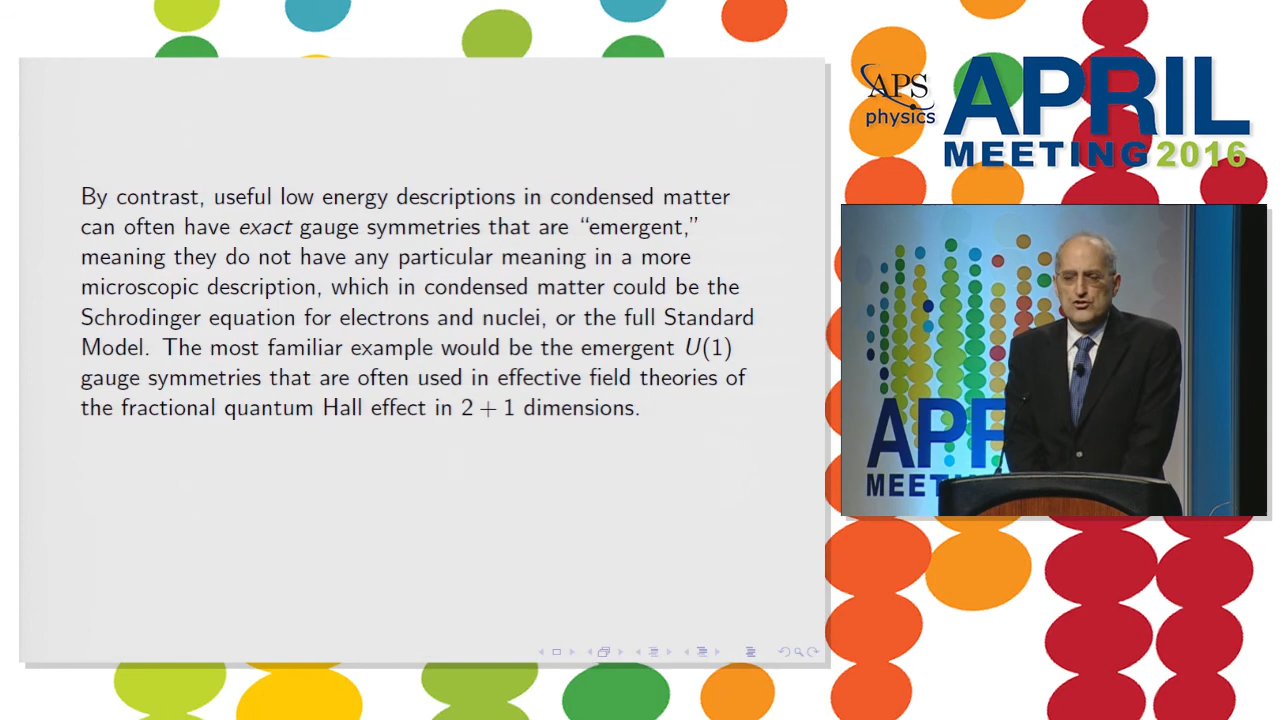 By contrast, useful low energy descriptions in condensed matter
can often have exact gauge symmetries that are “emergent,”
meaning they do not have any particular meaning in a more
microscopic description, which in condensed matter could be the
Schrodinger equation for electrons and nuclei, or the full Standard
Model. The most familiar example would be the emergent U(1)
gauge symmetries that are often used in effective field theories of
the fractional quantum Hall effect in 2 + 1 dimensions.
APS
physics
APRIL
MEETING 2016
APR
MEET